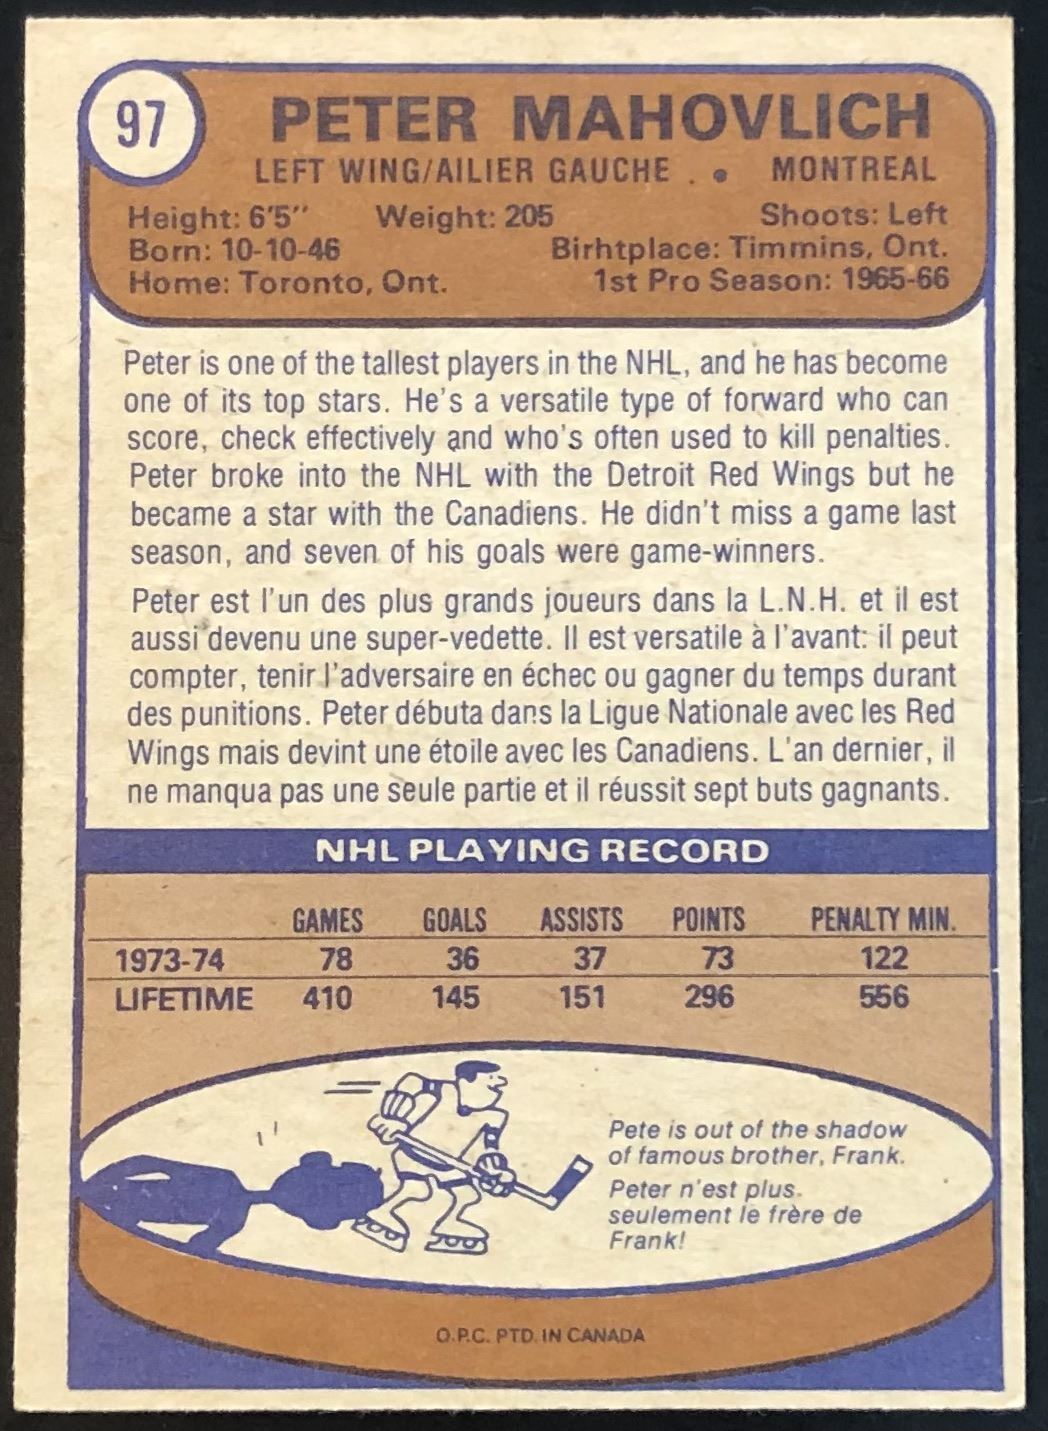 97
PETER MAHOVLICH
LEFT WING/AILIER GAUCHE • MONTREAL
Height: 6'5" Weight: 205 Shoots: Left
Born: 10-10-46 Birhtplace: Timmins, Ont.
Home: Toronto, Ont. 1st Pro Season: 1965-66
Peter is one of the tallest players in the NHL, and he has become
one of its top stars. He's a versatile type of forward who can
score, check effectively and who's often used to kill penalties.
Peter broke into the NHL with the Detroit Red Wings but he
became a star with the Canadiens. He didn't miss a game last
season, and seven of his goals were game-winners.
Peter est l'un des plus grands joueurs dans la L.N.H. et il est
aussi devenu une super-vedette. Il est versatile à l'avant: il peut
compter, tenir l'adversaire en échec ou gagner du temps durant
des punitions. Peter débuta dans la Ligue Nationale avec les Red
Wings mais devint une étoile avec les Canadiens. L'an dernier, il
ne manqua pas une seule partie et il réussit sept buts gagnants.
NHL PLAYING RECORD
GAMES GOALS ASSISTS POINTS PENALTY MIN.
1973-74 78 36 37 73 122
LIFETIME 410 145 151 296 556
Pete is out of the shadow
of famous brother, Frank.
Peter n'est plus
seulement le frère de
Frank!
O.P.C. PTD. IN CANADA